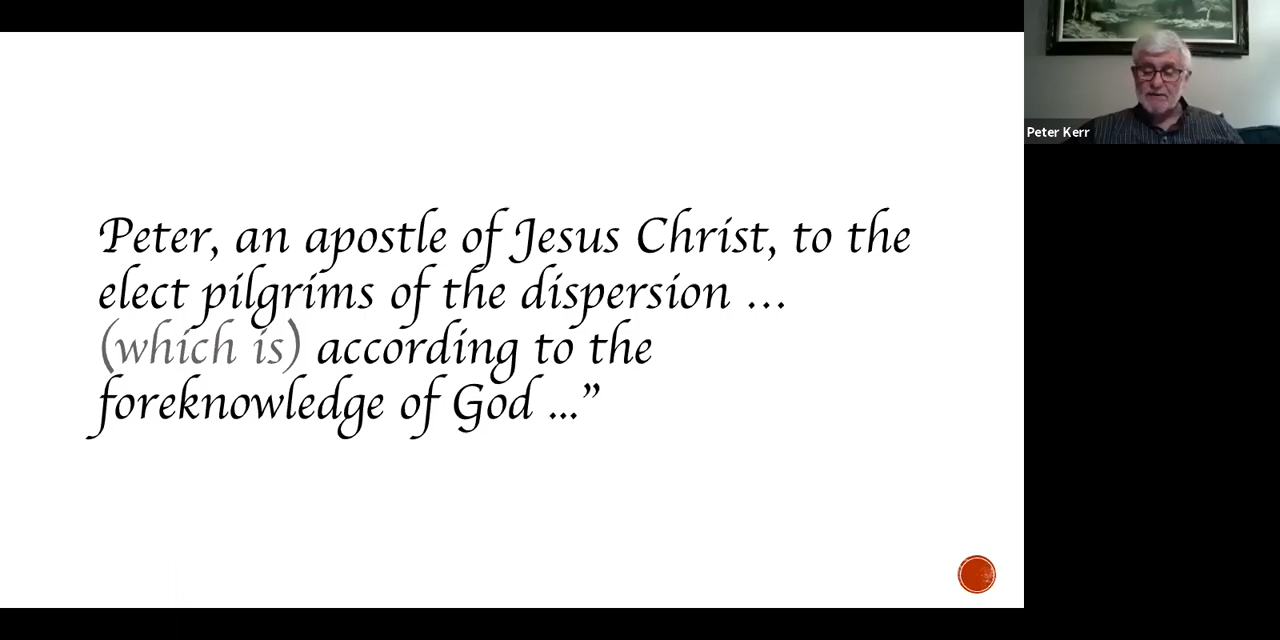 Peter, an apostle of Jesus Christ, to the
elect pilgrims of the dispersion …
(which is) according to the
foreknowledge of God ...”
Peter Kerr